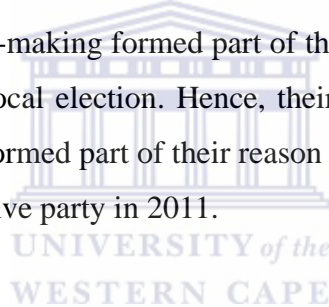 -making formed part of th
ocal election. Hence, their
ormed part of their reason
ive party in 2011.
UNIVERSITY of the
WESTERN CAPE